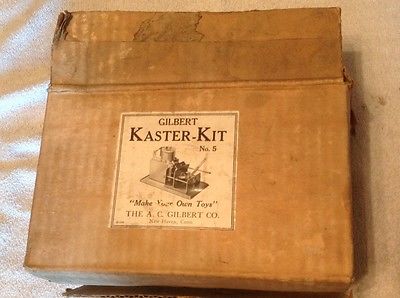 GILBERT
KASTER-KIT
No. 5
"Make Your Own Toys"
THE A. C. GILBERT CO.
New Haven, Conn.